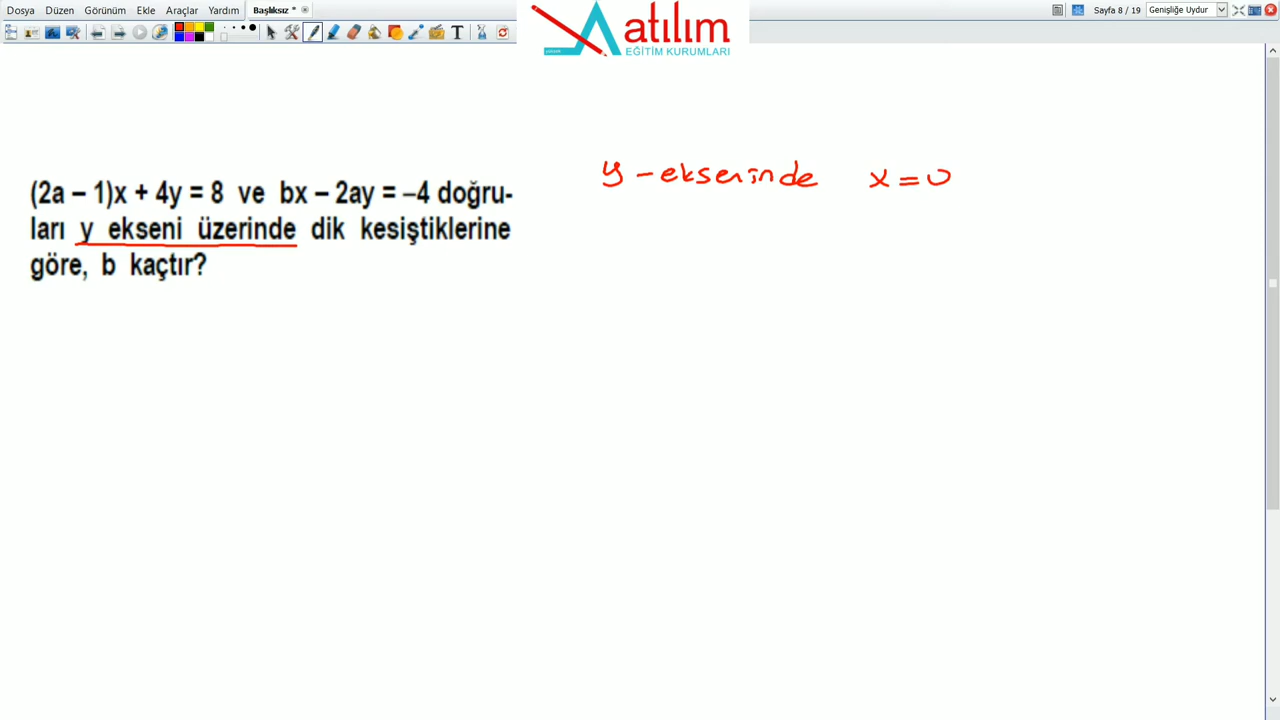 Dosya Düzen Görünüm Ekle Araçlar Yardım Başlıksız * Sayfa 8 / 19 Genişliğe Uydur
atılım
EĞİTİM KURUMLARI
y - ekseninde x = 0
(2a – 1)x + 4y = 8 ve bx – 2ay = –4 doğru-
ları y ekseni üzerinde dik kesiştiklerine
göre, b kaçtır?